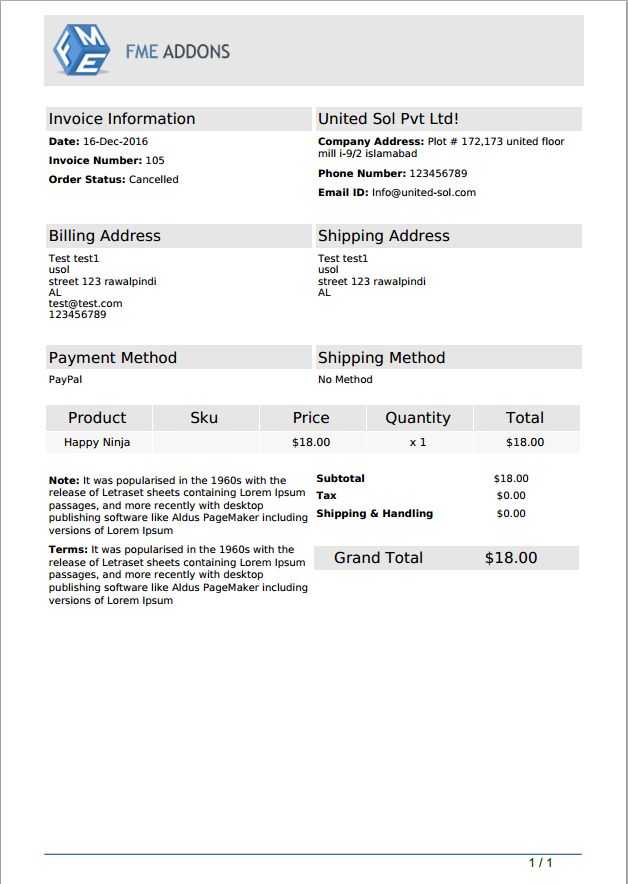 FME
FME ADDONS
Invoice Information
Date: 16-Dec-2016
Invoice Number: 105
Order Status: Cancelled
United Sol Pvt Ltd!
Company Address: Plot # 172,173 united floor
mill i-9/2 islamabad
Phone Number: 123456789
Email ID: Info@united-sol.com
Billing Address
Test test1
usol
street 123 rawalpindi
AL
test@test.com
123456789
Shipping Address
Test test1
usol
street 123 rawalpindi
AL
Payment Method
PayPal
Shipping Method
No Method
Product Sku Price Quantity Total
Happy Ninja $18.00 x 1 $18.00
Note: It was popularised in the 1960s with the
release of Letraset sheets containing Lorem Ipsum
passages, and more recently with desktop
publishing software like Aldus PageMaker including
versions of Lorem Ipsum
Terms: It was popularised in the 1960s with the
release of Letraset sheets containing Lorem Ipsum
passages, and more recently with desktop
publishing software like Aldus PageMaker including
versions of Lorem Ipsum
Subtotal $18.00
Tax $0.00
Shipping & Handling $0.00
Grand Total $18.00
1 / 1